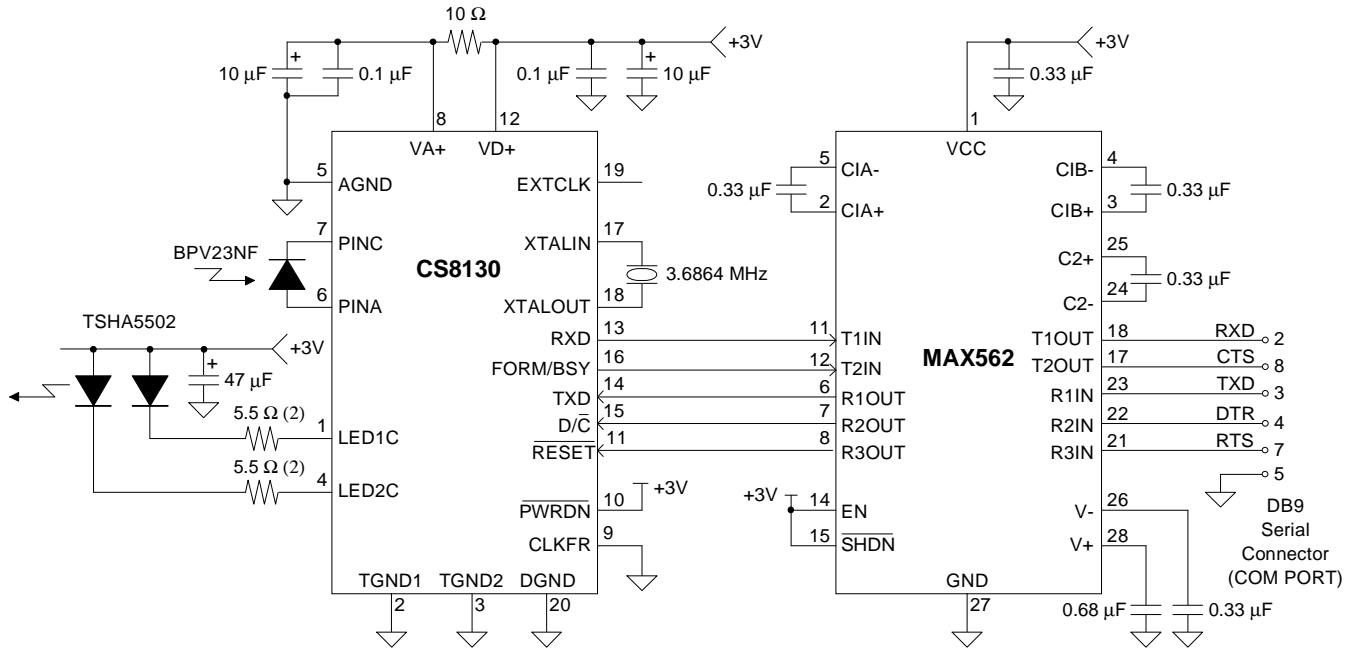 10 Ω
+3V
+3V
10 µF
+
0.1 µF
0.1 µF
+
10 µF
0.33 µF
8
12
1
VA+
VD+
VCC
5
AGND
EXTCLK
19
7
PINC
XTALIN
17
BPV23NF
CS8130
3.6864 MHz
6
PINA
XTALOUT
18
TSHA5502
+3V
+
47 µF
RXD
13
FORM/BSY
16
TXD
14
D/C̅
15
RESET
11
5.5 Ω (2)
1
LED1C
5.5 Ω (2)
4
LED2C
+3V
PWRDN
10
CLKFR
9
TGND1
TGND2
DGND
2
3
20
5
CIA-
CIB-
4
0.33 µF
0.33 µF
2
CIA+
CIB+
3
25
C2+
0.33 µF
24
C2-
MAX562
11
T1IN
T1OUT
18
RXD
2
12
T2IN
T2OUT
17
CTS
8
6
R1OUT
R1IN
23
TXD
3
7
R2OUT
R2IN
22
DTR
4
8
R3OUT
R3IN
21
RTS
7
5
+3V
14
EN
V-
26
15
SHDN
V+
28
DB9
Serial
Connector
(COM PORT)
GND
27
0.68 µF
0.33 µF